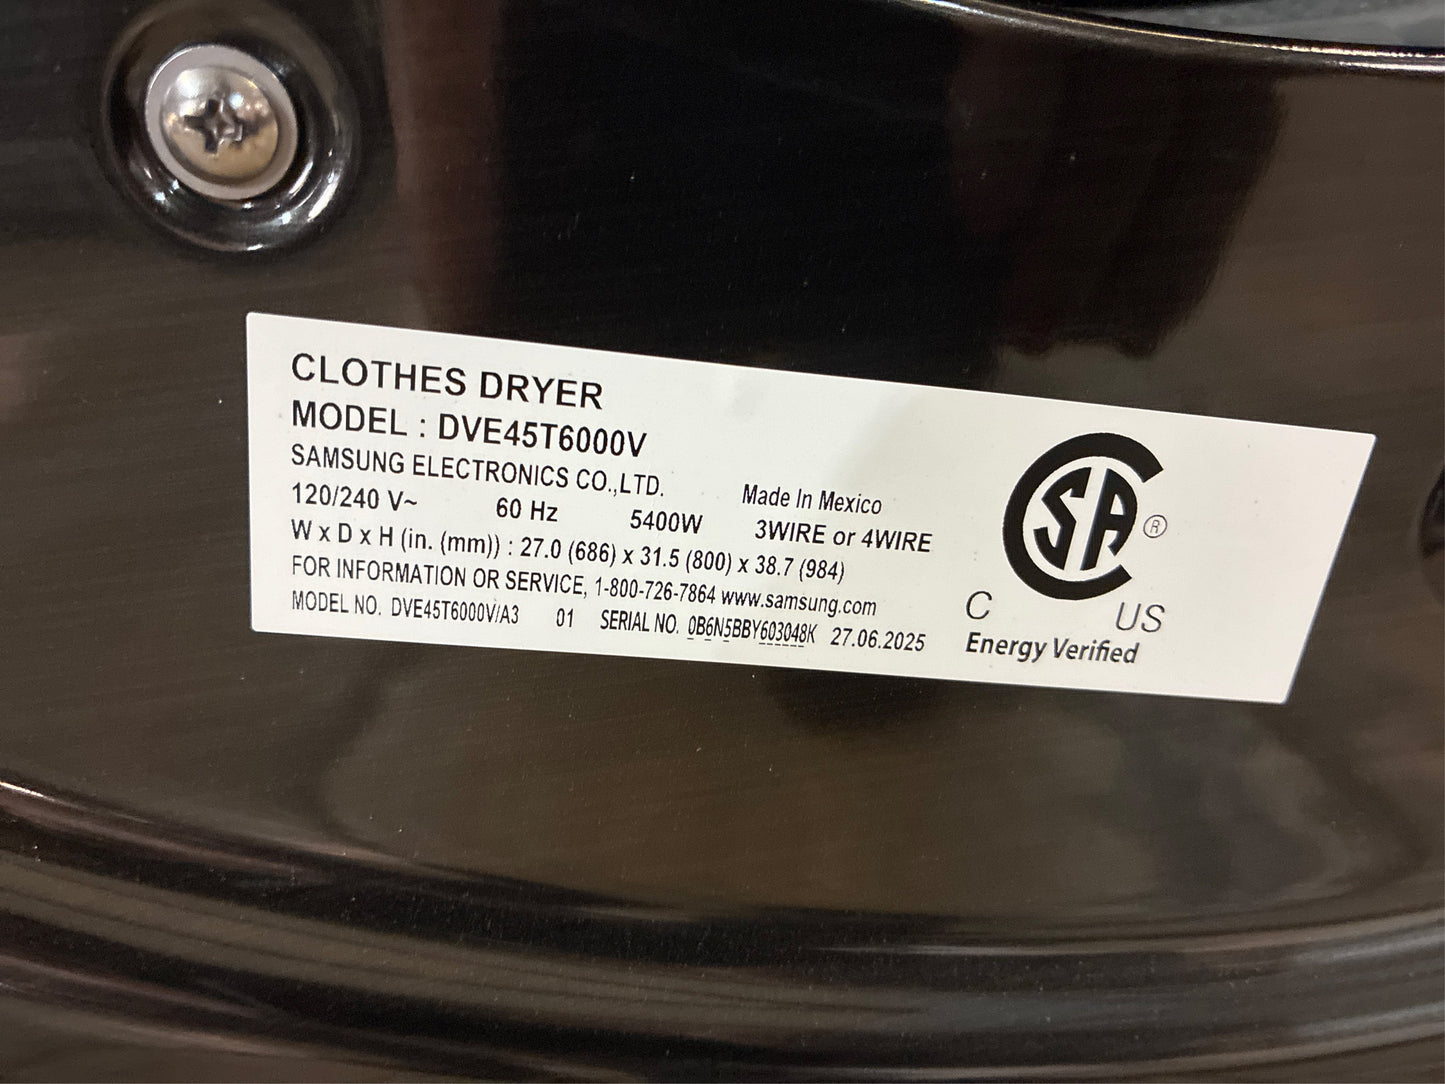 CLOTHES DRYER
MODEL : DVE45T6000V
SAMSUNG ELECTRONICS CO.,LTD. Made In Mexico
120/240 V~ 60 Hz 5400W 3WIRE or 4WIRE
W x D x H (in. (mm)) : 27.0 (686) x 31.5 (800) x 38.7 (984)
FOR INFORMATION OR SERVICE, 1-800-726-7864 www.samsung.com
MODEL NO. DVE45T6000V/A3 01 SERIAL NO. 0B6N5BBY603048K 27.06.2025
CSA ®
C US
Energy Verified